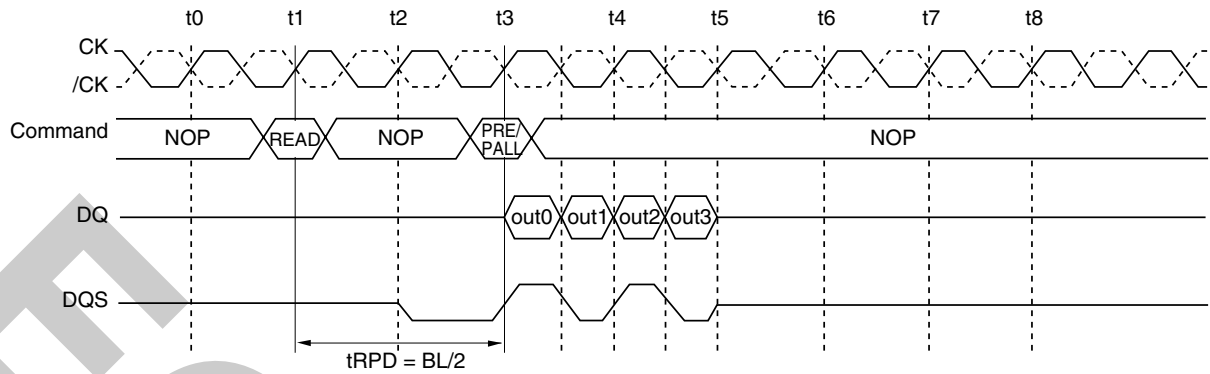 t0 t1 t2 t3 t4 t5 t6 t7 t8
CK
/CK
Command NOP READ NOP PRE/ PALL NOP
DQ out0 out1 out2 out3
DQS
tRPD = BL/2